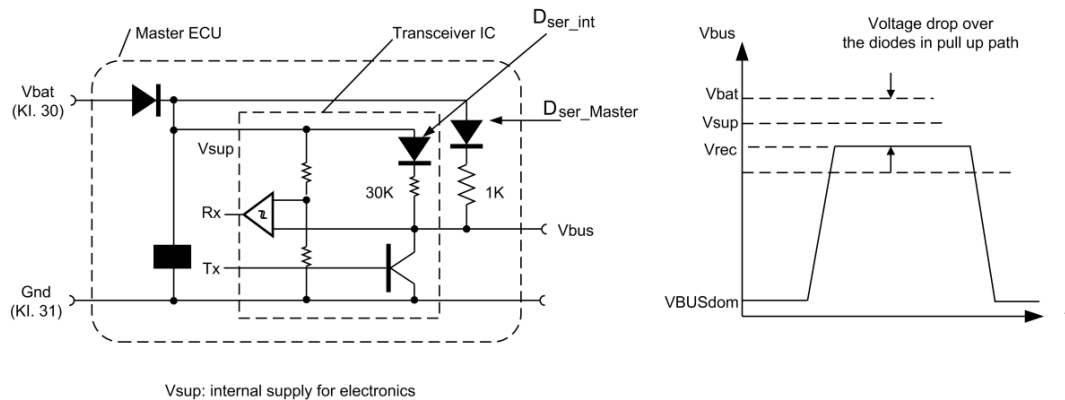 Master ECU
Transceiver IC
Dser_int
Dser_Master
Vbat
(Kl. 30)
Vsup
30K
1K
Rx
Vbus
Tx
Gnd
(Kl. 31)
Vsup: internal supply for electronics
Voltage drop over
the diodes in pull up path
Vbus
Vbat
Vsup
Vrec
VBUSdom